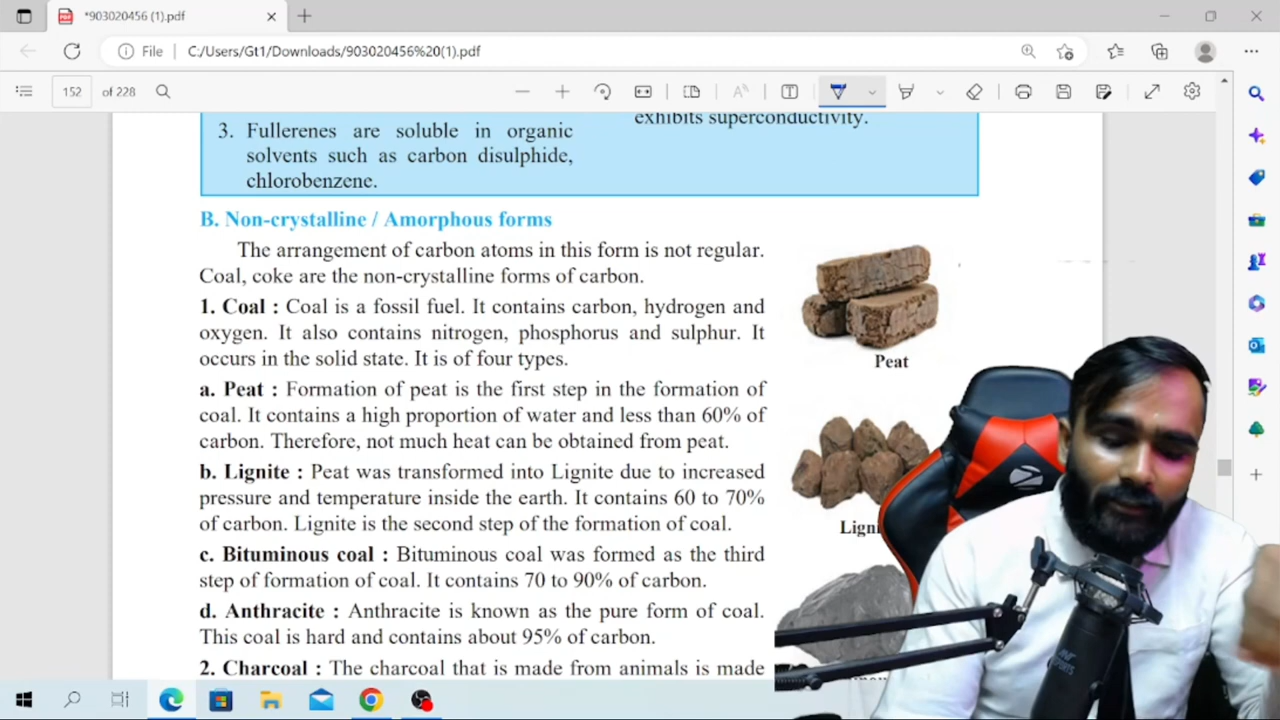 *903020456 (1).pdf
File
C:/Users/Gt1/Downloads/903020456%20(1).pdf
152 of 228
exhibits superconductivity.
3. Fullerenes are soluble in organic
solvents such as carbon disulphide,
chlorobenzene.
B. Non-crystalline / Amorphous forms
The arrangement of carbon atoms in this form is not regular.
Coal, coke are the non-crystalline forms of carbon.
1. Coal : Coal is a fossil fuel. It contains carbon, hydrogen and
oxygen. It also contains nitrogen, phosphorus and sulphur. It
occurs in the solid state. It is of four types.
Peat
a. Peat : Formation of peat is the first step in the formation of
coal. It contains a high proportion of water and less than 60% of
carbon. Therefore, not much heat can be obtained from peat.
b. Lignite : Peat was transformed into Lignite due to increased
pressure and temperature inside the earth. It contains 60 to 70%
of carbon. Lignite is the second step of the formation of coal.
Ligni
c. Bituminous coal : Bituminous coal was formed as the third
step of formation of coal. It contains 70 to 90% of carbon.
d. Anthracite : Anthracite is known as the pure form of coal.
This coal is hard and contains about 95% of carbon.
2. Charcoal : The charcoal that is made from animals is made